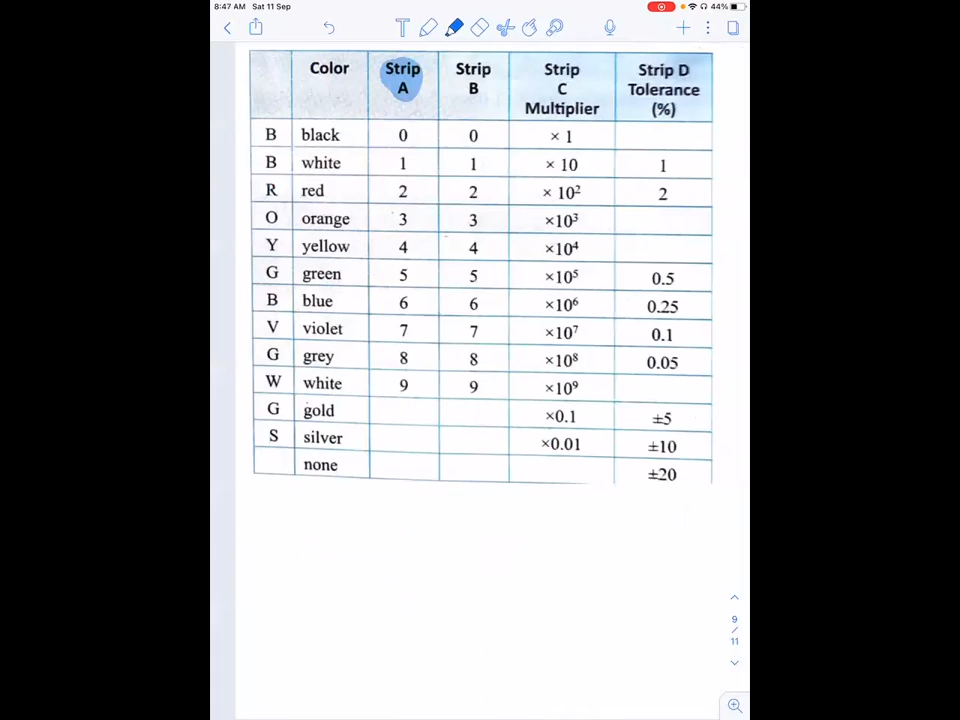 8:47 AM Sat 11 Sep 44%
T
Color Strip A Strip B Strip C Multiplier Strip D Tolerance (%)
B black 0 0 × 1
B white 1 1 × 10 1
R red 2 2 × 10² 2
O orange 3 3 ×10³
Y yellow 4 4 ×10⁴
G green 5 5 ×10⁵ 0.5
B blue 6 6 ×10⁶ 0.25
V violet 7 7 ×10⁷ 0.1
G grey 8 8 ×10⁸ 0.05
W white 9 9 ×10⁹
G gold ×0.1 ±5
S silver ×0.01 ±10
none ±20
9
/
11